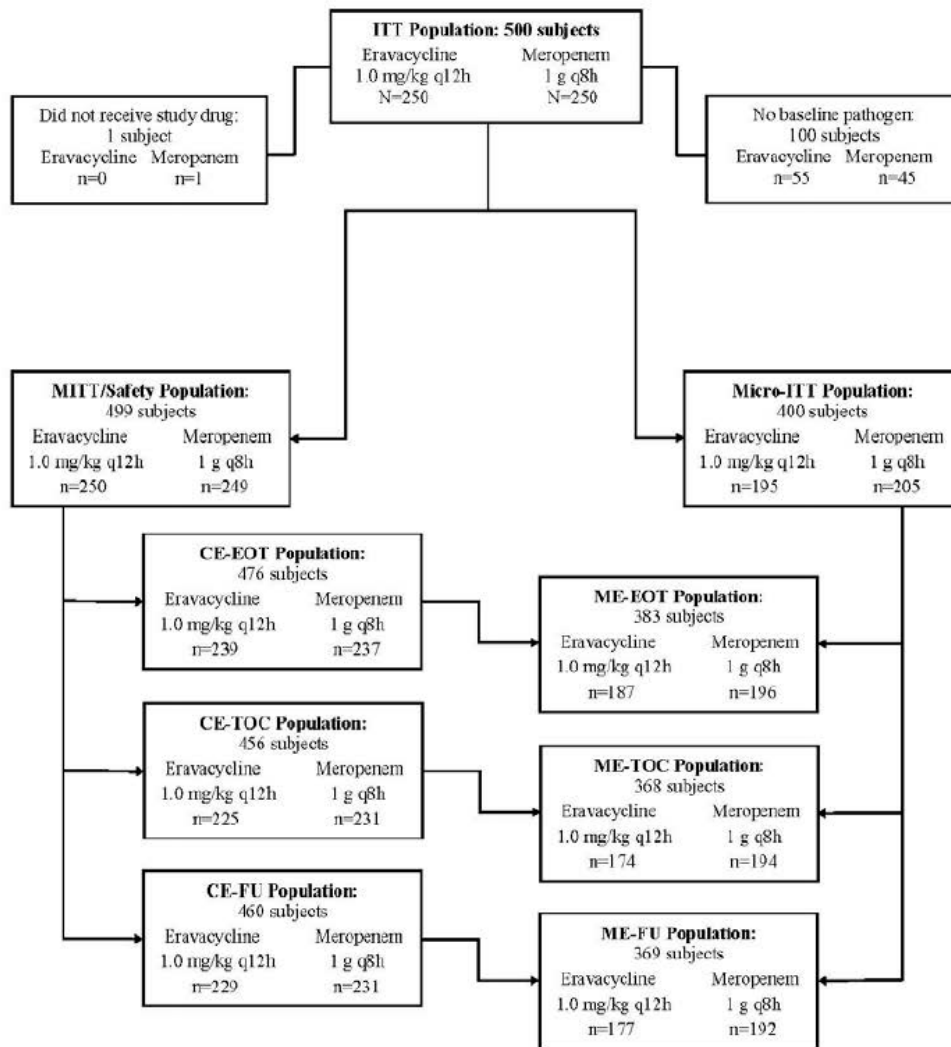 ITT Population: 500 subjects
Eravacycline Meropenem
1.0 mg/kg q12h 1 g q8h
N=250 N=250
Did not receive study drug:
1 subject
Eravacycline Meropenem
n=0 n=1
No baseline pathogen:
100 subjects
Eravacycline Meropenem
n=55 n=45
MITT/Safety Population:
499 subjects
Eravacycline Meropenem
1.0 mg/kg q12h 1 g q8h
n=250 n=249
Micro-ITT Population:
400 subjects
Eravacycline Meropenem
1.0 mg/kg q12h 1 g q8h
n=195 n=205
CE-EOT Population:
476 subjects
Eravacycline Meropenem
1.0 mg/kg q12h 1 g q8h
n=239 n=237
ME-EOT Population:
383 subjects
Eravacycline Meropenem
1.0 mg/kg q12h 1 g q8h
n=187 n=196
CE-TOC Population:
456 subjects
Eravacycline Meropenem
1.0 mg/kg q12h 1 g q8h
n=225 n=231
ME-TOC Population:
368 subjects
Eravacycline Meropenem
1.0 mg/kg q12h 1 g q8h
n=174 n=194
CE-FU Population:
460 subjects
Eravacycline Meropenem
1.0 mg/kg q12h 1 g q8h
n=229 n=231
ME-FU Population:
369 subjects
Eravacycline Meropenem
1.0 mg/kg q12h 1 g q8h
n=177 n=192